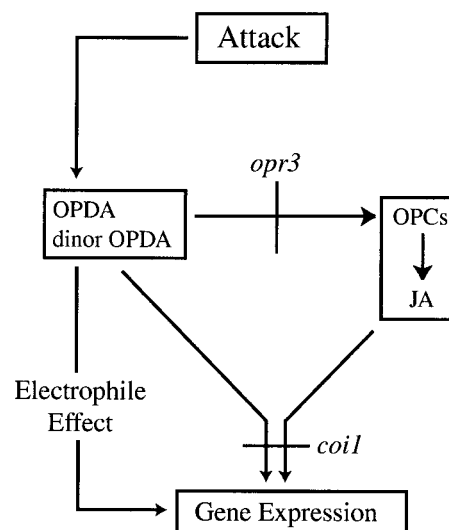 Attack
opr3
OPDA
dinor OPDA
OPCs
JA
Electrophile
Effect
coi1
Gene Expression